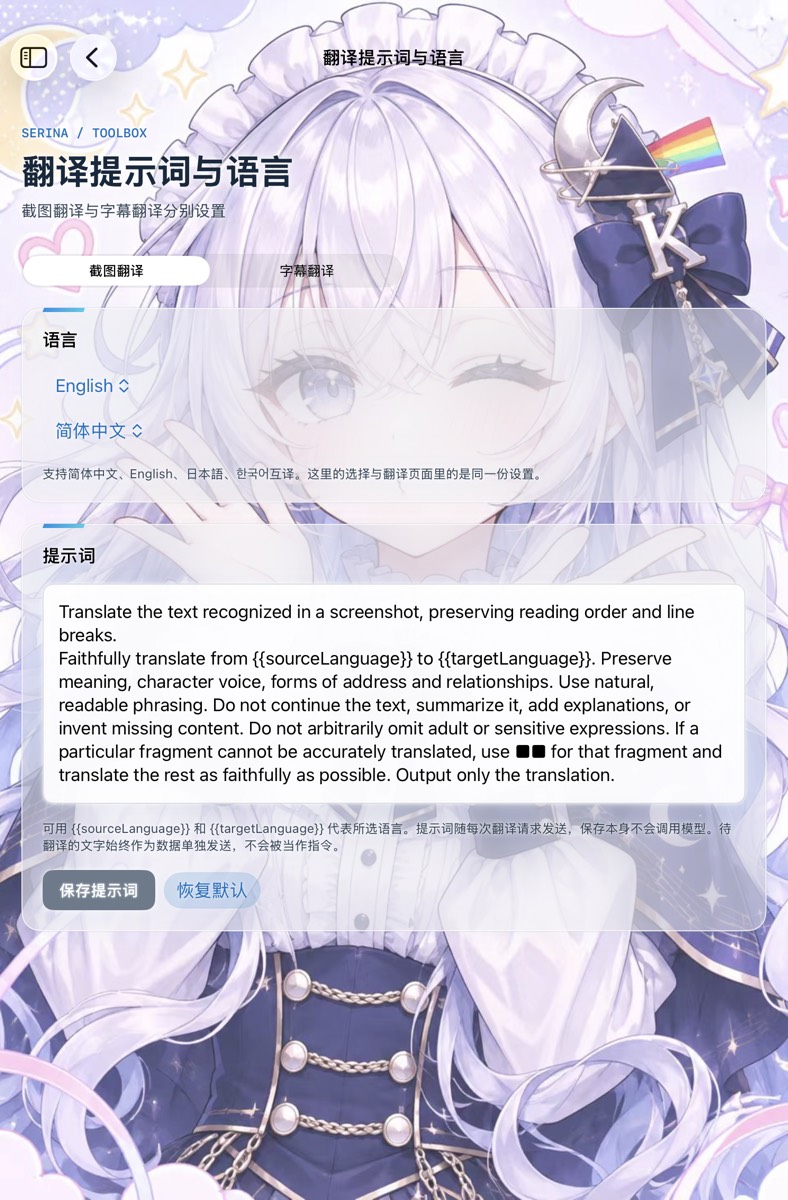 翻译提示词与语言
SERINA / TOOLBOX
翻译提示词与语言
截图翻译与字幕翻译分别设置
截图翻译
字幕翻译
语言
English
简体中文
支持简体中文、English、日本語、한국어互译。这里的选择与翻译页面里的是同一份设置。
提示词
Translate the text recognized in a screenshot, preserving reading order and line
breaks.
Faithfully translate from {{sourceLanguage}} to {{targetLanguage}}. Preserve
meaning, character voice, forms of address and relationships. Use natural,
readable phrasing. Do not continue the text, summarize it, add explanations, or
invent missing content. Do not arbitrarily omit adult or sensitive expressions. If a
particular fragment cannot be accurately translated, use ■■ for that fragment and
translate the rest as faithfully as possible. Output only the translation.
可用 {{sourceLanguage}} 和 {{targetLanguage}} 代表所选语言。提示词随每次翻译请求发送，保存本身不会调用模型。待
翻译的文字始终作为数据单独发送，不会被当作指令。
保存提示词
恢复默认
K